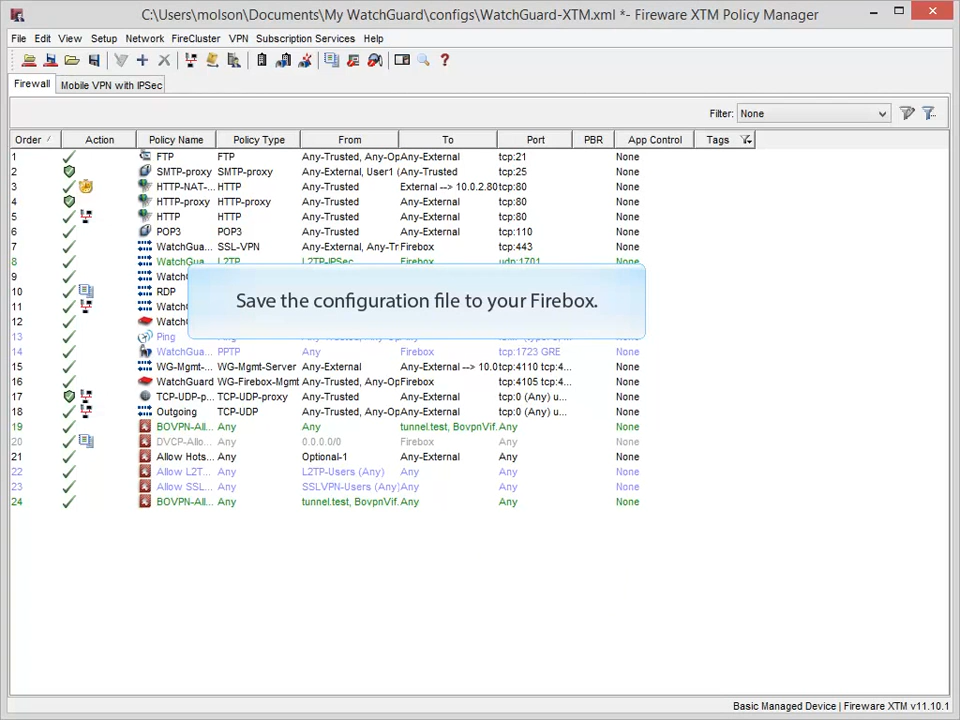 C:\Users\molson\Documents\My WatchGuard\configs\WatchGuard-XTM.xml *- Fireware XTM Policy Manager
File Edit View Setup Network FireCluster VPN Subscription Services Help
Firewall Mobile VPN with IPSec
Filter: None
Order Action Policy Name Policy Type From To Port PBR App Control Tags
1 FTP FTP Any-Trusted, Any-Op Any-External tcp:21 None
2 SMTP-proxy SMTP-proxy Any-External, User1 ( Any-Trusted tcp:25 None
3 HTTP-NAT-... HTTP Any-Trusted External --> 10.0.2.80 tcp:80 None
4 HTTP-proxy HTTP-proxy Any-Trusted Any-External tcp:80 None
5 HTTP HTTP Any-Trusted Any-External tcp:80 None
6 POP3 POP3 Any-Trusted Any-External tcp:110 None
7 WatchGua... SSL-VPN Any-External, Any-Tr Firebox tcp:443 None
8 WatchGua... L2TP L2TP-IPSec Firebox udp:1701 None
9 WatchG None
10 RDP None
11 WatchG None
12 WatchG None
13 Ping None
Save the configuration file to your Firebox.
14 WatchGua... PPTP Any Firebox tcp:1723 GRE None
15 WG-Mgmt-... WG-Mgmt-Server Any-External Any-External --> 10.0 tcp:4110 tcp:4... None
16 WatchGuard WG-Firebox-Mgmt Any-Trusted, Any-Op Firebox tcp:4105 tcp:4... None
17 TCP-UDP-p... TCP-UDP-proxy Any-Trusted Any-External tcp:0 (Any) u... None
18 Outgoing TCP-UDP Any-Trusted, Any-Op Any-External tcp:0 (Any) u... None
19 BOVPN-All... Any Any tunnel.test, BovpnVif. Any None
20 DVCP-Allo... Any 0.0.0.0/0 Firebox Any None
21 Allow Hots... Any Optional-1 Any-External Any None
22 Allow L2T... Any L2TP-Users (Any) Any Any None
23 Allow SSL... Any SSLVPN-Users (Any) Any Any None
24 BOVPN-All... Any tunnel.test, BovpnVif. Any Any None
Basic Managed Device | Fireware XTM v11.10.1